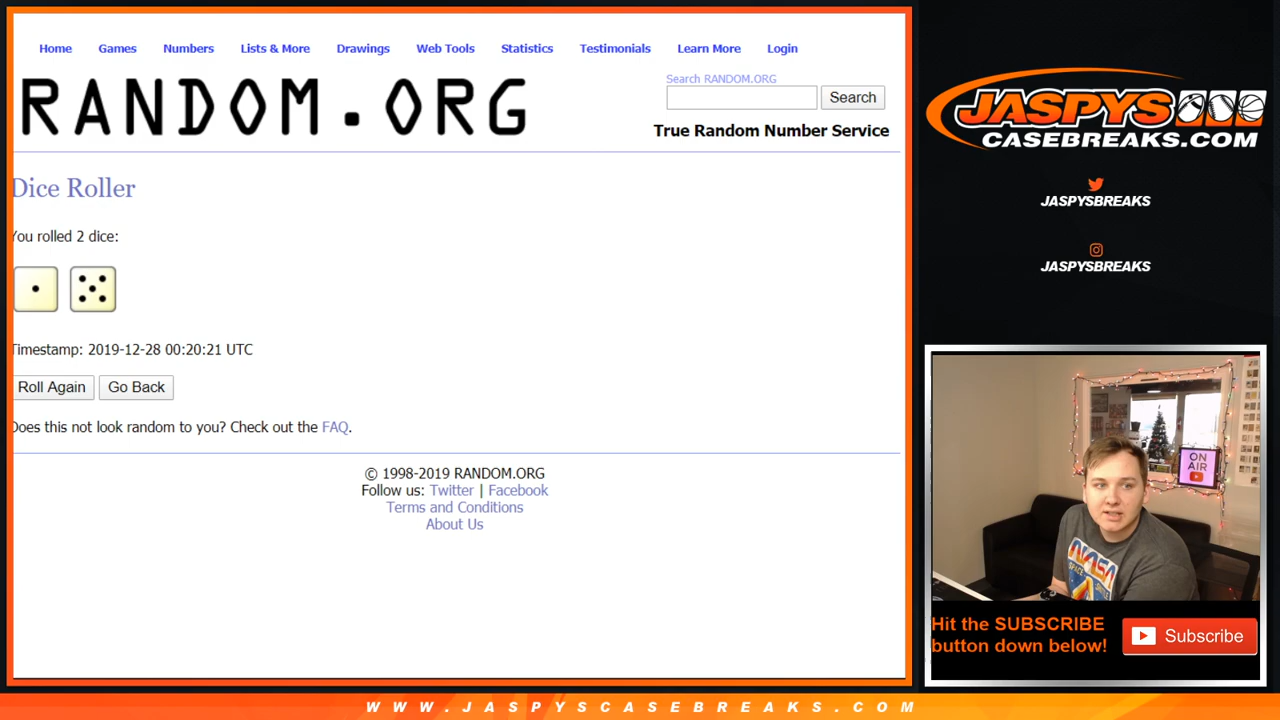 Home Games Numbers Lists & More Drawings Web Tools Statistics Testimonials Learn More Login
RANDOM.ORG
Search RANDOM.ORG
Search
True Random Number Service
Dice Roller
You rolled 2 dice:
Timestamp: 2019-12-28 00:20:21 UTC
Roll Again Go Back
Does this not look random to you? Check out the FAQ.
© 1998-2019 RANDOM.ORG
Follow us: Twitter | Facebook
Terms and Conditions
About Us
JASPYS
CASEBREAKS.COM
JASPYSBREAKS
JASPYSBREAKS
ON
AIR
NASA
SPACE
Hit the SUBSCRIBE
button down below!
Subscribe
WWW.JASPYSCASEBREAKS.COM